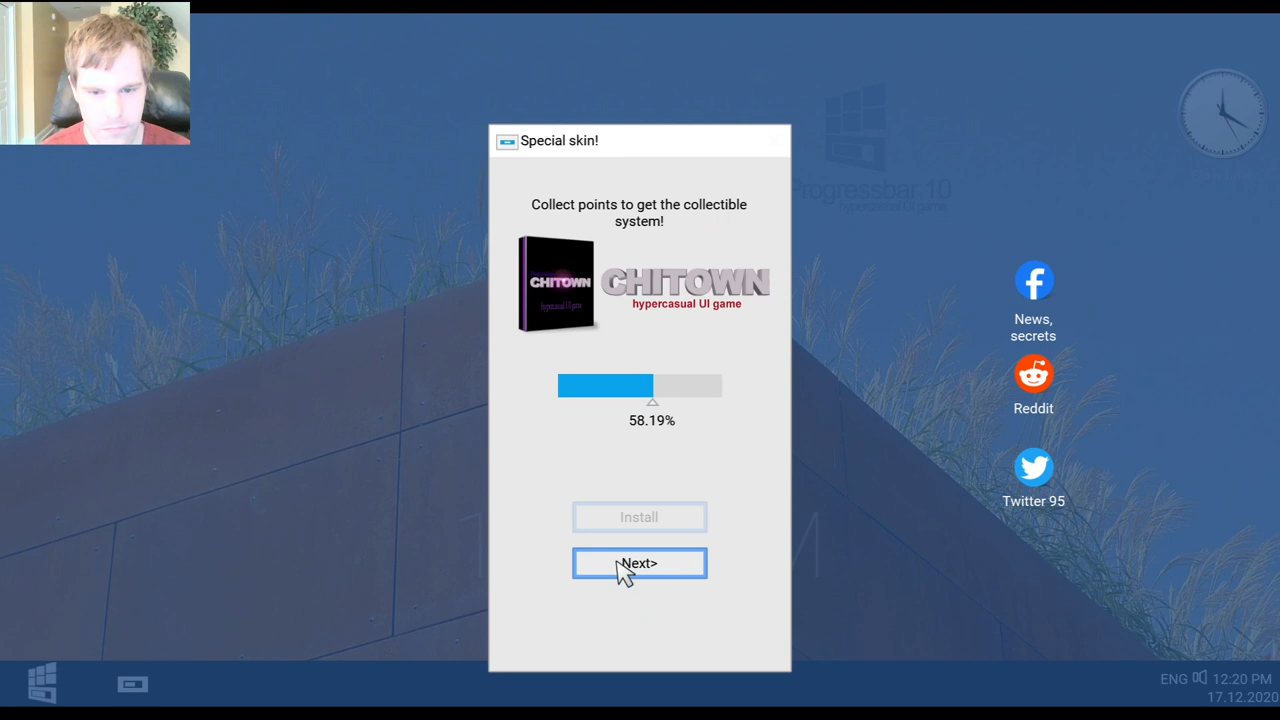 Special skin!
Progressbar 10
hypercasual UI game
Collect points to get the collectible
system!
CHITOWN
hypercasual UI game
CHITOWN
hypercasual UI game
News,
secrets
Reddit
58.19%
Twitter 95
Install
Next>
ENG 12:20 PM
17.12.2020